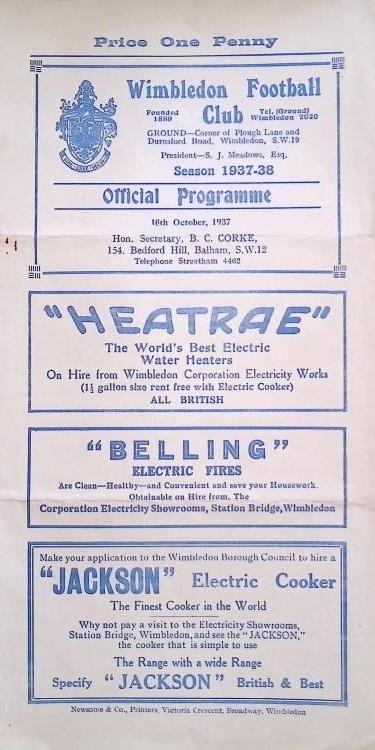 Price One Penny
Wimbledon Football
Founded 1889
Club
Tel. (Ground) Wimbledon 2020
GROUND—Corner of Plough Lane and
Durnsford Road, Wimbledon, S.W.19
President—S. J. Meadows, Esq.
Season 1937-38
Official Programme
16th October, 1937
Hon. Secretary, B. C. CORKE,
154, Bedford Hill, Balham, S.W.12
Telephone Streatham 4462
"HEATRAE"
The World's Best Electric
Water Heaters
On Hire from Wimbledon Corporation Electricity Works
(1½ gallon size rent free with Electric Cooker)
ALL BRITISH
"BELLING"
ELECTRIC FIRES
Are Clean—Healthy—and Convenient and save your Housework.
Obtainable on Hire from, The
Corporation Electricity Showrooms, Station Bridge, Wimbledon
Make your application to the Wimbledon Borough Council to hire a
"JACKSON" Electric Cooker
The Finest Cooker in the World
Why not pay a visit to the Electricity Showrooms,
Station Bridge, Wimbledon, and see the "JACKSON,"
the cooker that is simple to use
The Range with a wide Range
Specify "JACKSON" British & Best
Newsome & Co., Printers, Victoria Crescent, Broadway, Wimbledon